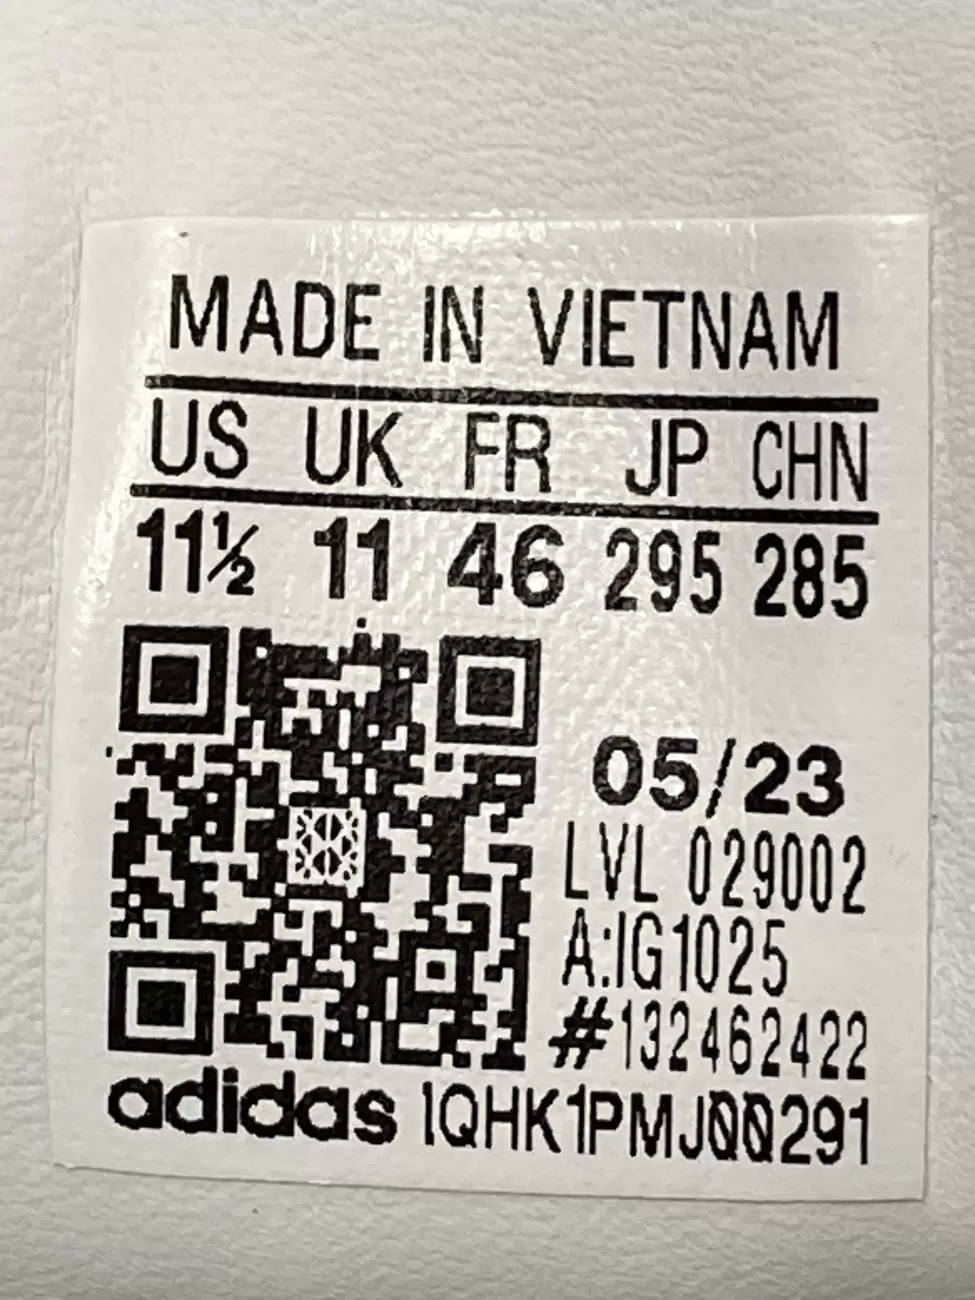 MADE IN VIETNAM
US UK FR JP CHN
11½ 11 46 295 285
05/23
LVL 029002
A:IG1025
#132462422
adidas 1QHK1PMJ00291